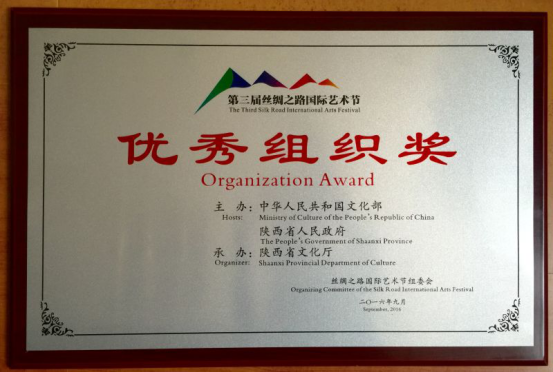 第三届丝绸之路国际艺术节
The Third Silk Road International Arts Festival
优秀组织奖
Organization Award
主 办：中华人民共和国文化部
Hosts: Ministry of Culture of the People's Republic of China
陕西省人民政府
The People's Government of Shaanxi Province
承 办：陕西省文化厅
Organizer: Shaanxi Provincial Department of Culture
丝绸之路国际艺术节组委会
Organizing Committee of the Silk Road International Arts Festival
二〇一六年九月
September, 2016